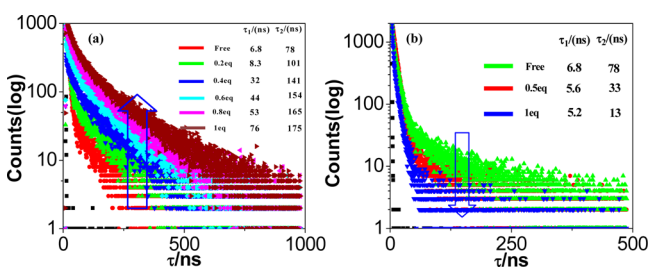 (a)
τ₁/(ns) τ₂/(ns)
Free 6.8 78
0.2eq 8.3 101
0.4eq 32 141
0.6eq 44 154
0.8eq 53 165
1eq 76 175
Counts(log)
1000
100
10
1
0 500 1000
τ/ns
(b)
τ₁/(ns) τ₂/(ns)
Free 6.8 78
0.5eq 5.6 33
1eq 5.2 13
Counts(log)
1000
100
10
1
0 250 500
τ/ns